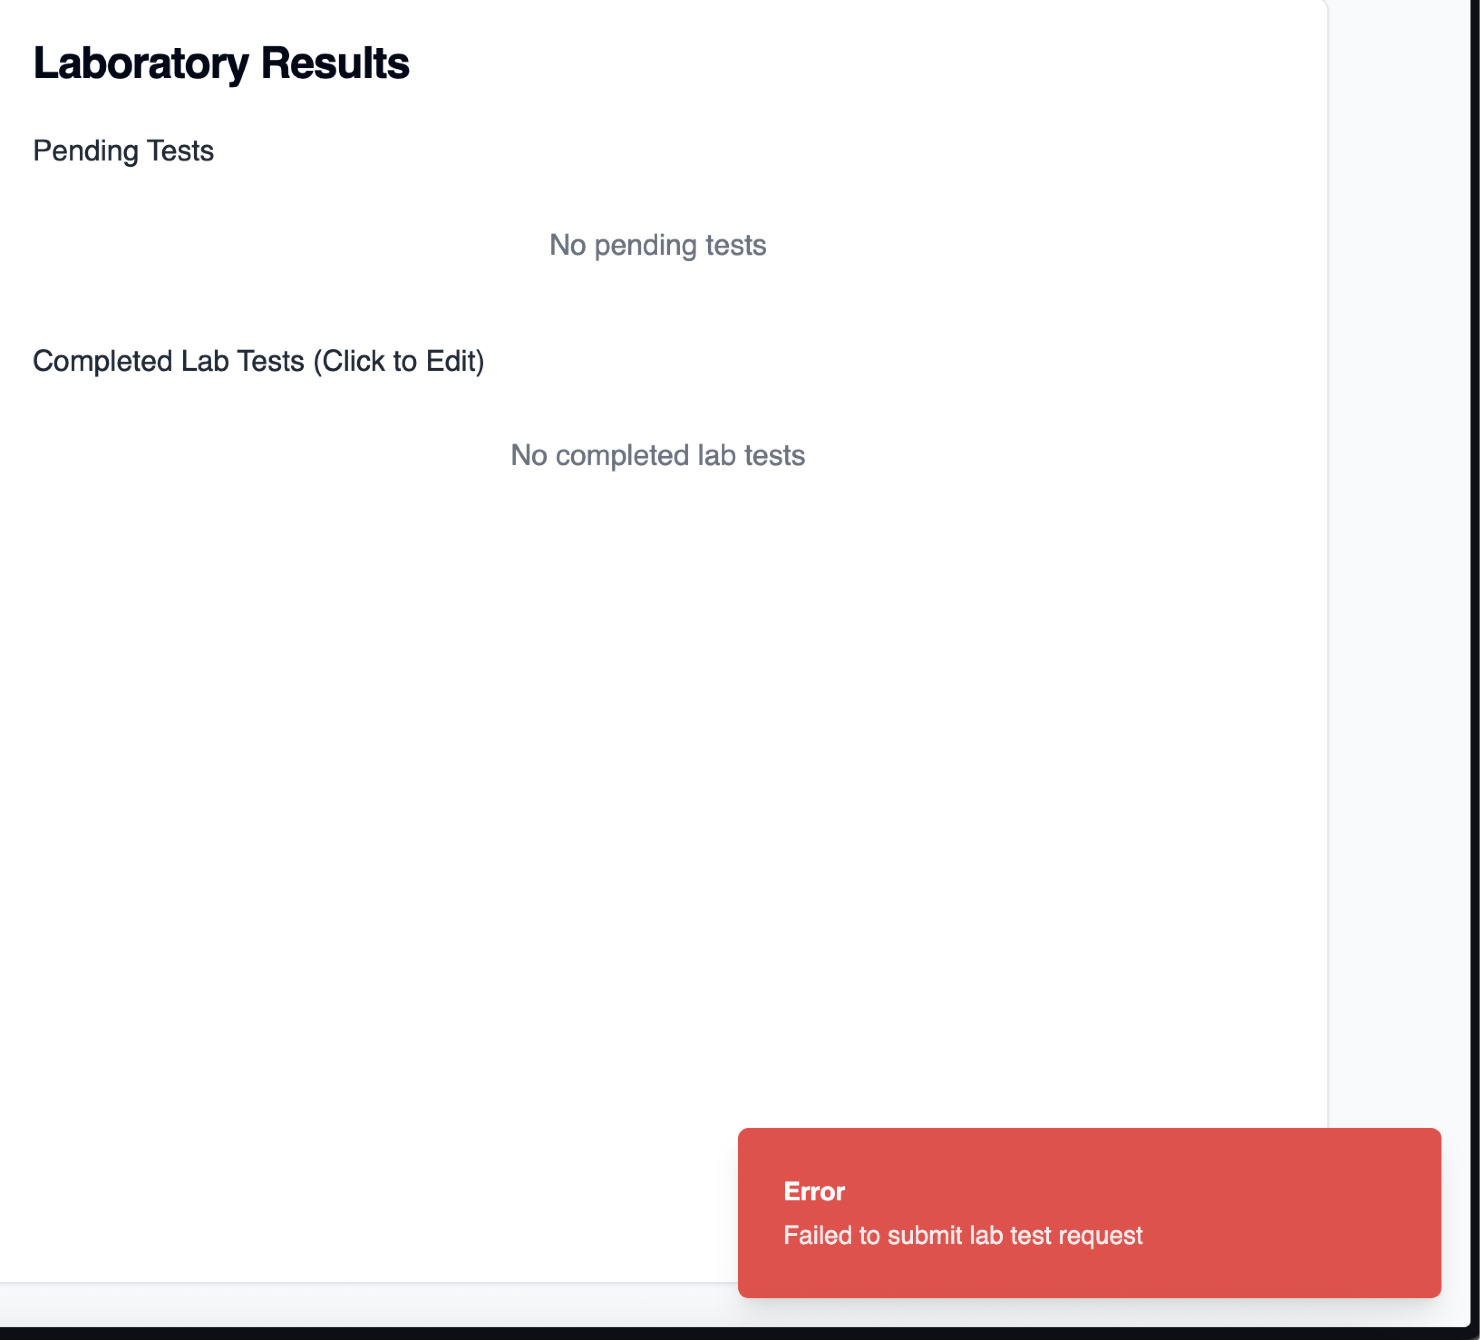 Laboratory Results
Pending Tests
No pending tests
Completed Lab Tests (Click to Edit)
No completed lab tests
Error
Failed to submit lab test request